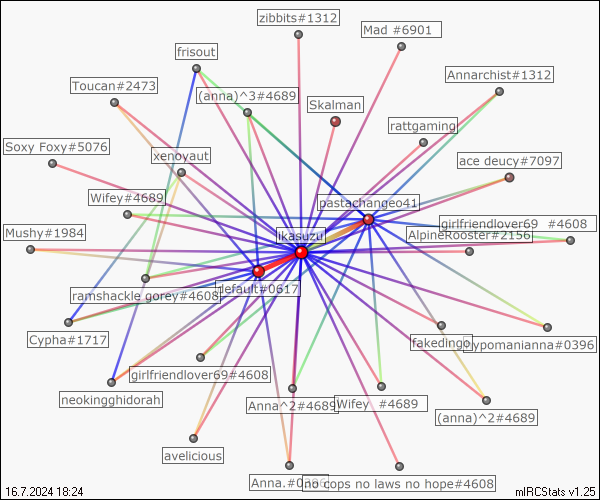 zibbits#1312
Mad #6901
frisout
Annarchist#1312
Toucan#2473
(anna)^3#4689
Skalman
rattgaming
Soxy Foxy#5076
xenoyaut
ace deucy#7097
Wifey#4689
pastachangeo41
girlfriendlover69 #4608
Mushy#1984
ikasuzu
AlpineRooster#2156
ramshackle gorey#4608
default#0617
Cypha#1717
fakedingo
hypomanianna#0396
girlfriendlover69#4608
neokingghidorah
Anna^2#4689
Wifey #4689
(anna)^2#4689
avelicious
no cops no laws no hope#4608
16.7.2024 18:24
mIRCStats v1.25